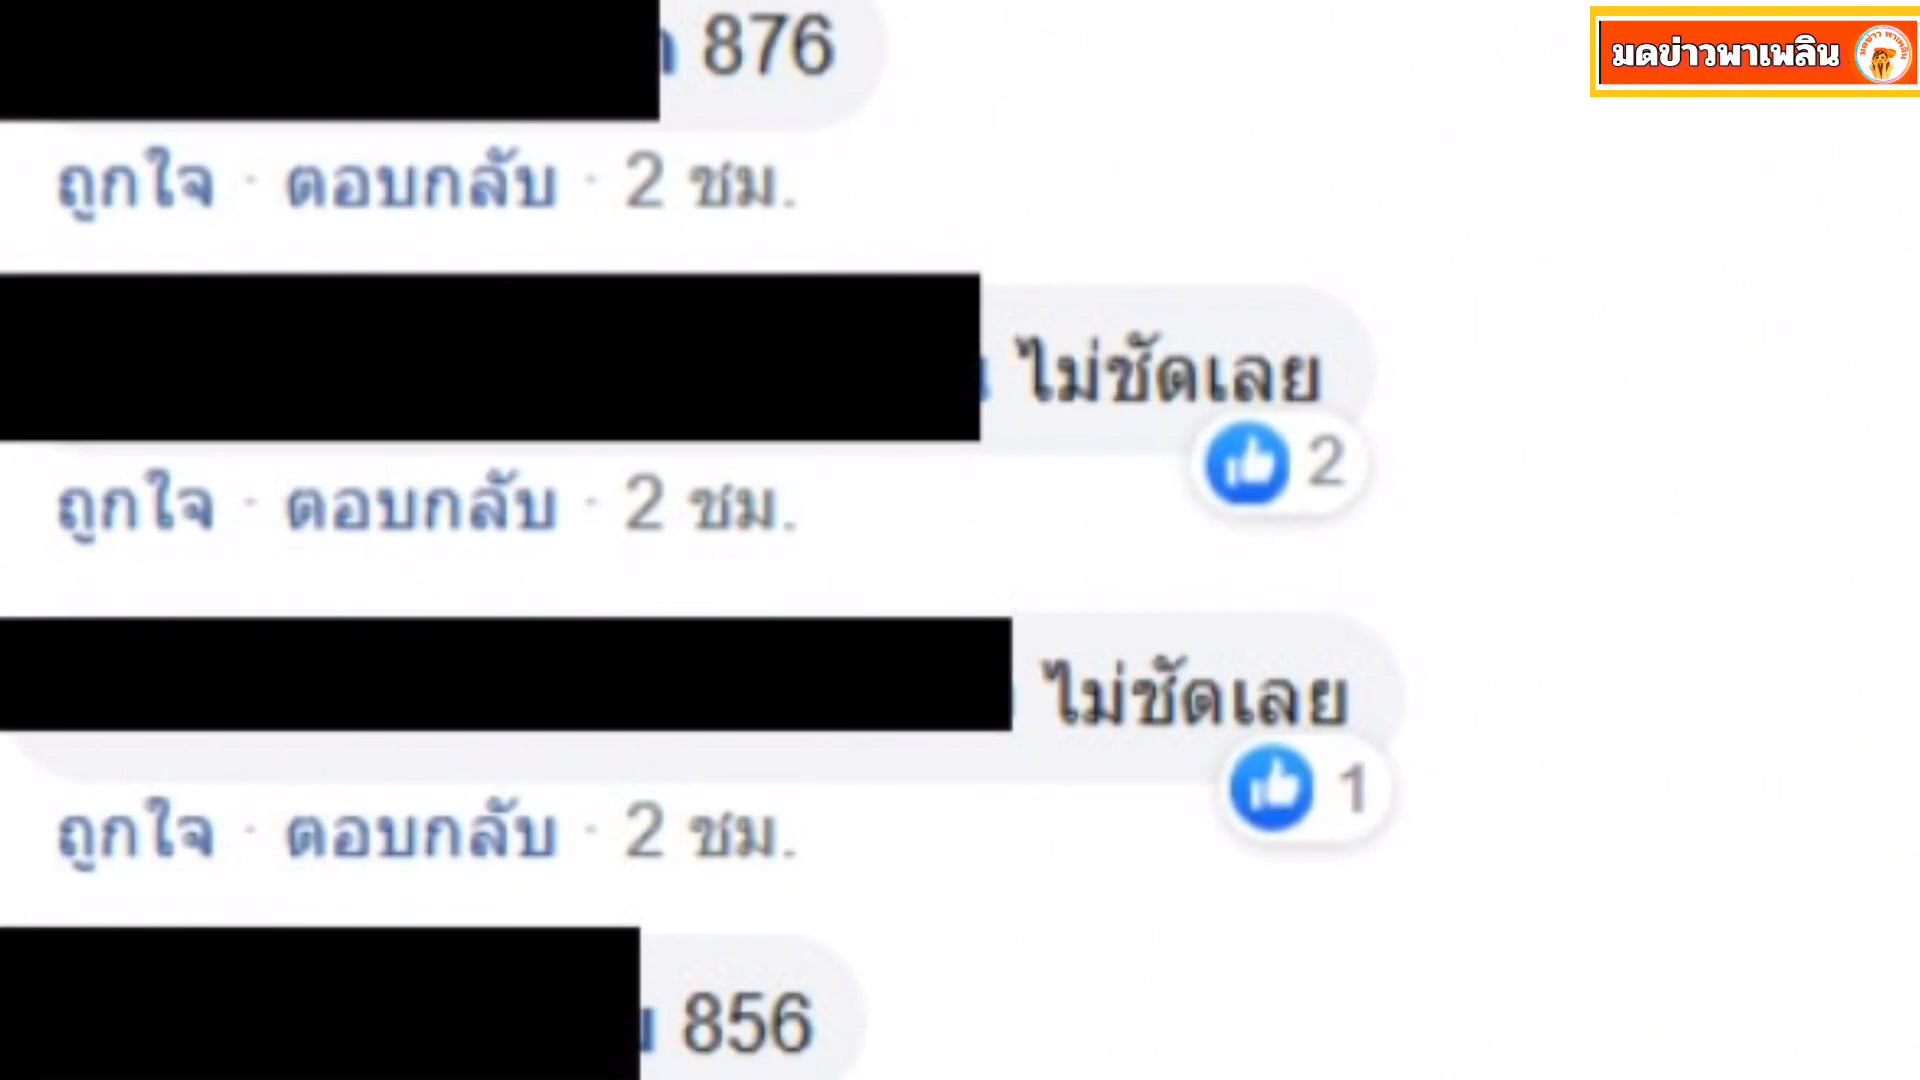 876
มดข่าวพาเพลิน
ถูกใจ · ตอบกลับ · 2 ชม.
ไม่ชัดเลย
2
ถูกใจ · ตอบกลับ · 2 ชม.
ไม่ชัดเลย
1
ถูกใจ · ตอบกลับ · 2 ชม.
856